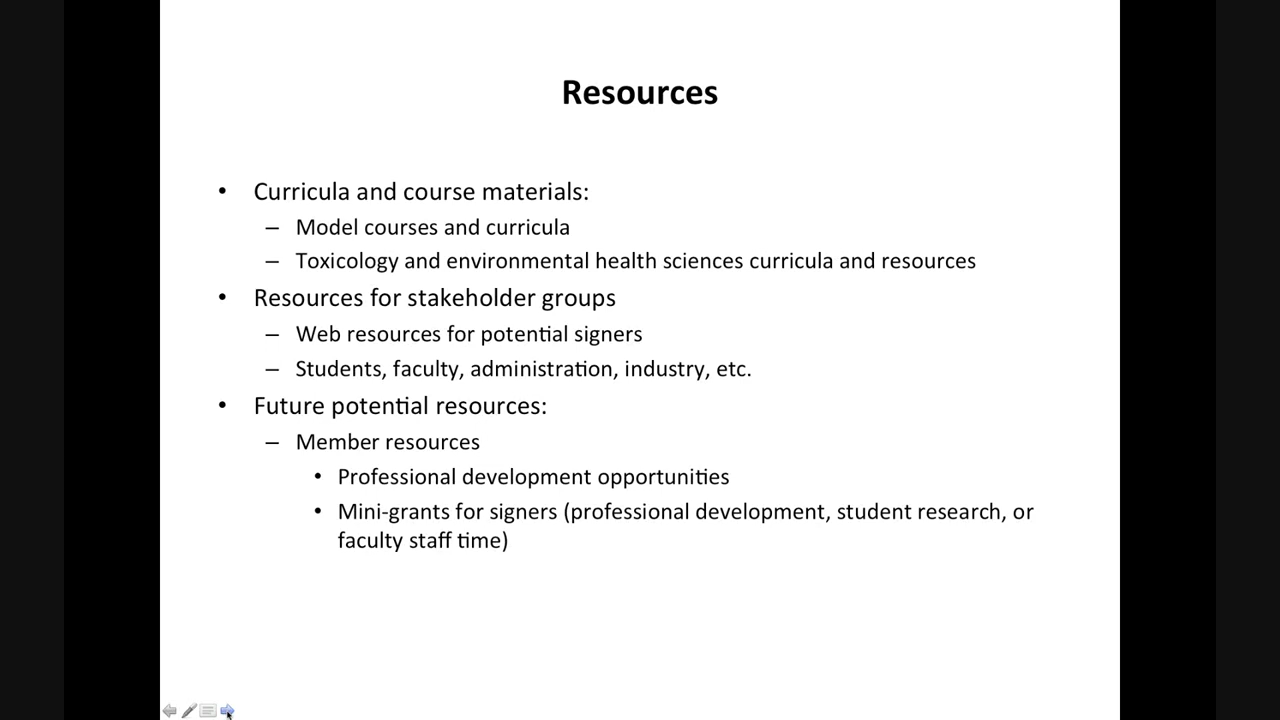 Resources
• Curricula and course materials:
– Model courses and curricula
– Toxicology and environmental health sciences curricula and resources
• Resources for stakeholder groups
– Web resources for potential signers
– Students, faculty, administration, industry, etc.
• Future potential resources:
– Member resources
• Professional development opportunities
• Mini-grants for signers (professional development, student research, or
faculty staff time)